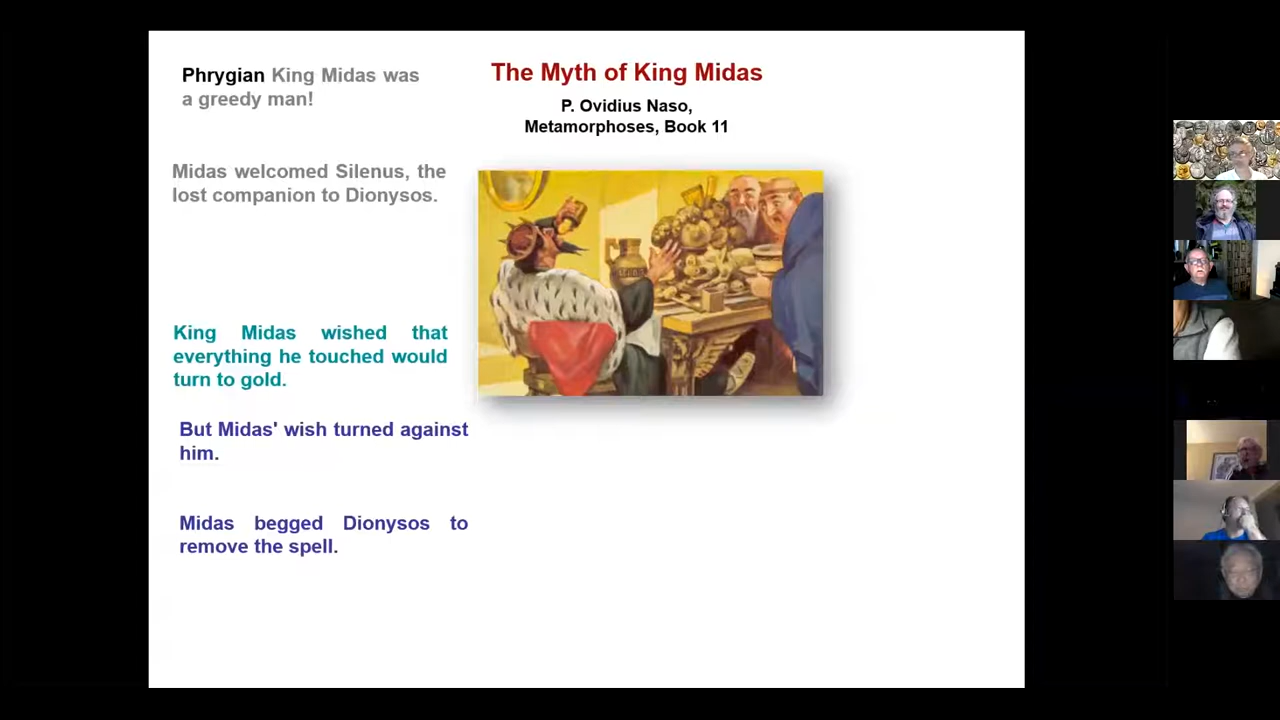 The Myth of King Midas
P. Ovidius Naso,
Metamorphoses, Book 11
Phrygian King Midas was
a greedy man!
Midas welcomed Silenus, the
lost companion to Dionysos.
King Midas wished that
everything he touched would
turn to gold.
But Midas' wish turned against
him.
Midas begged Dionysos to
remove the spell.